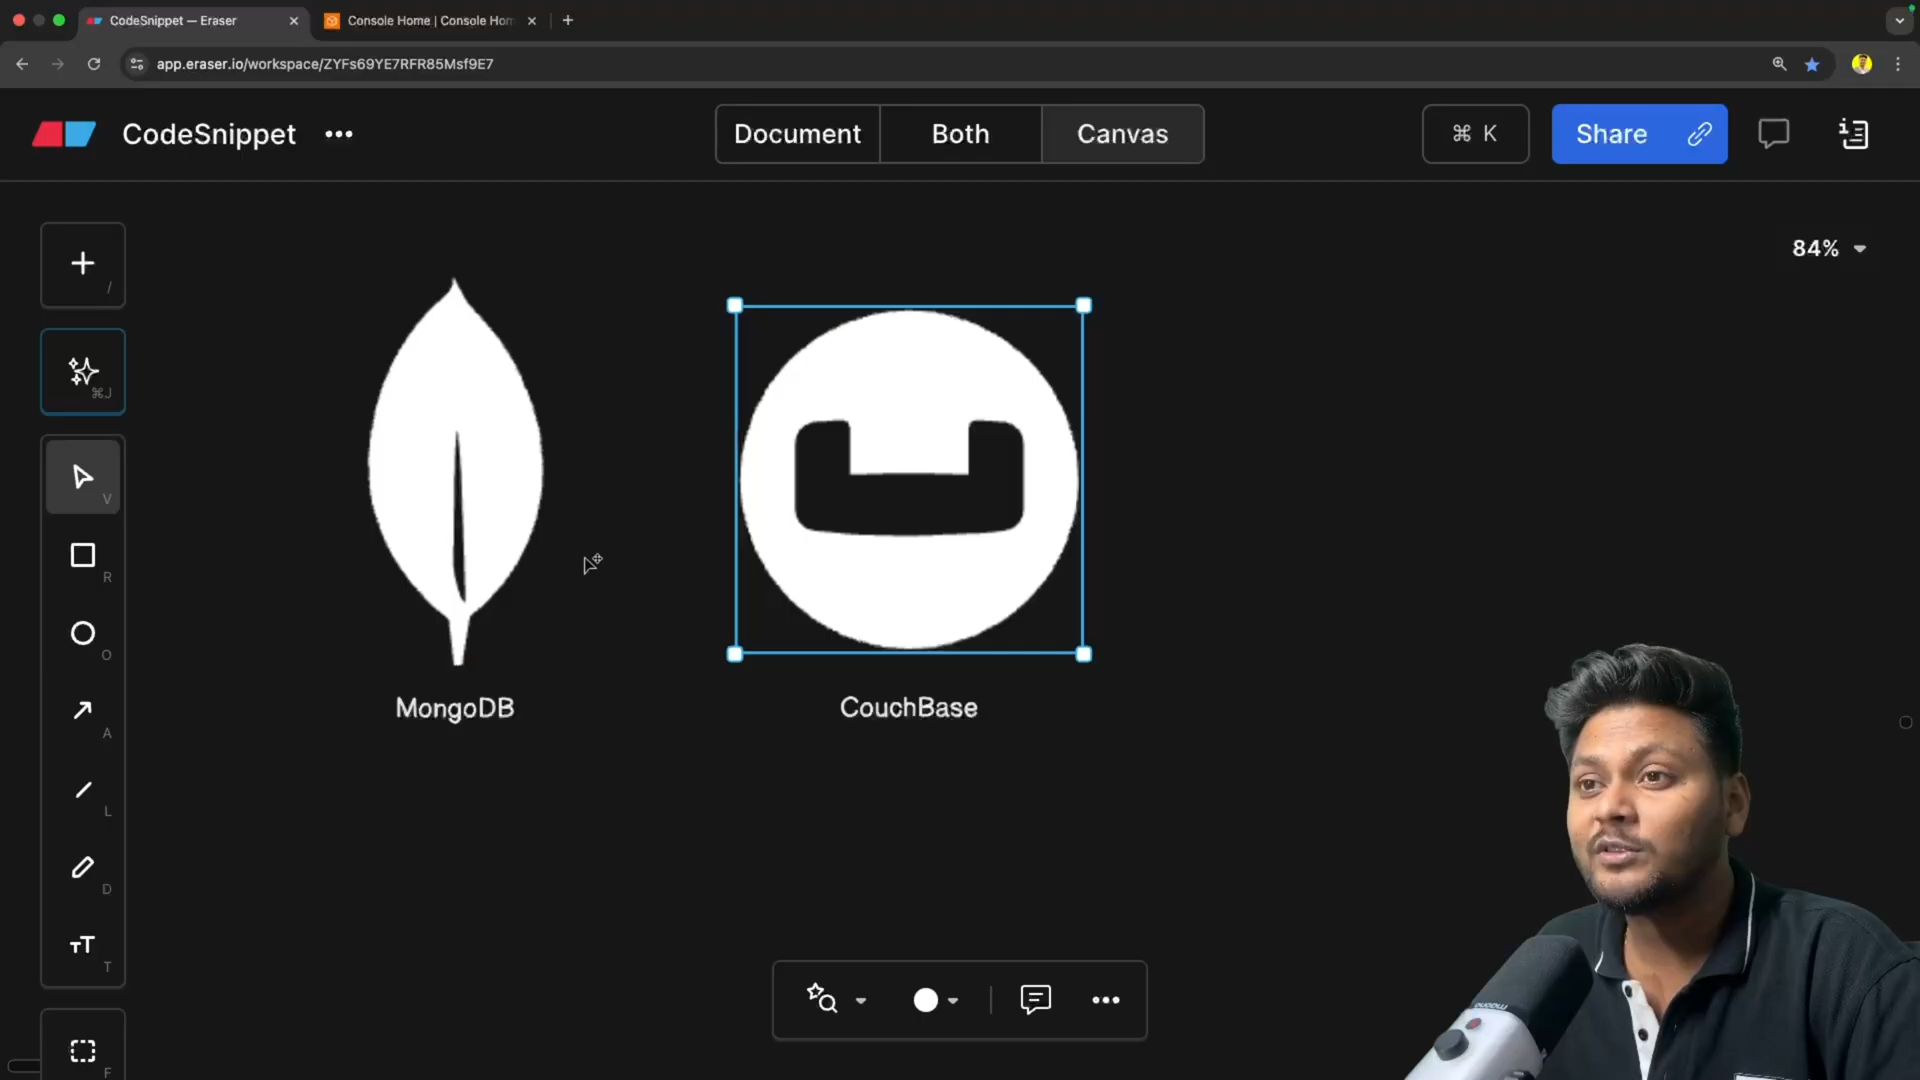 CodeSnippet — Eraser
Console Home | Console Hom
app.eraser.io/workspace/ZYFs69YE7RFR85Msf9E7
CodeSnippet
Document
Both
Canvas
⌘ K
Share
84%
/
⌘J
V
R
O
A
L
D
T
F
MongoDB
CouchBase